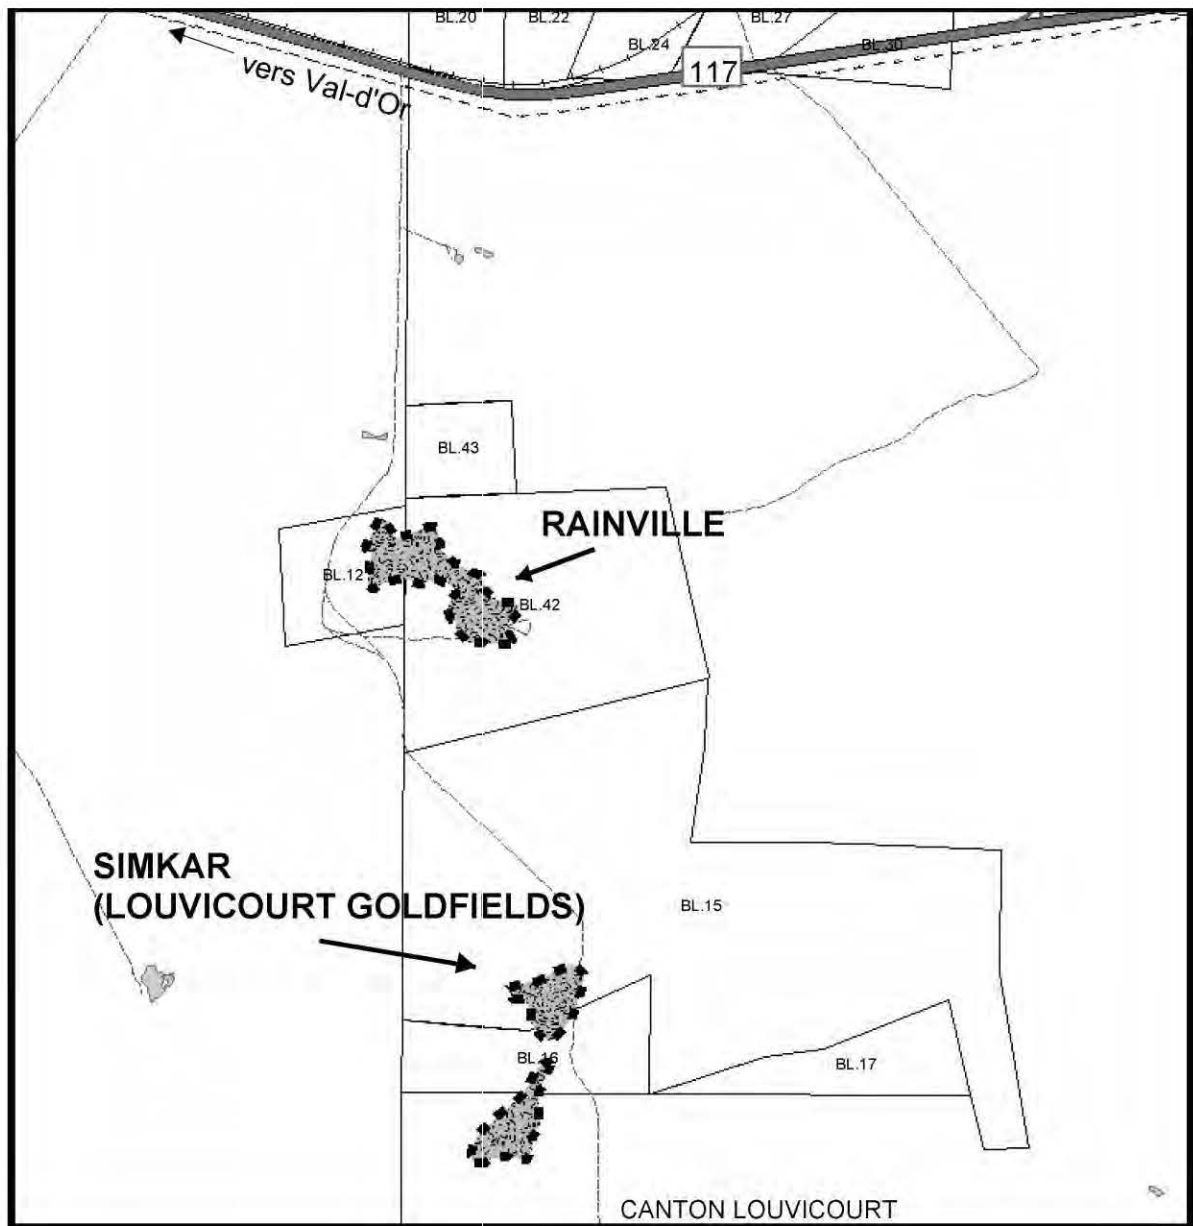 BL.20
BL.22
BL.27
BL.24
BL.30
117
vers Val-d'Or
BL.43
RAINVILLE
BL.12
BL.42
SIMKAR
(LOUVICOURT GOLDFIELDS)
BL.15
BL.16
BL.17
CANTON LOUVICOURT